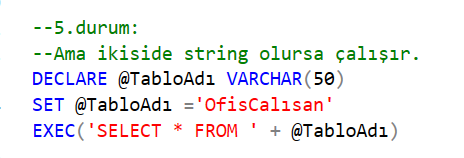 --5.durum:
--Ama ikiside string olursa çalışır.
DECLARE @TabloAdı VARCHAR(50)
SET @TabloAdı ='OfisCalısan'
EXEC('SELECT * FROM ' + @TabloAdı)